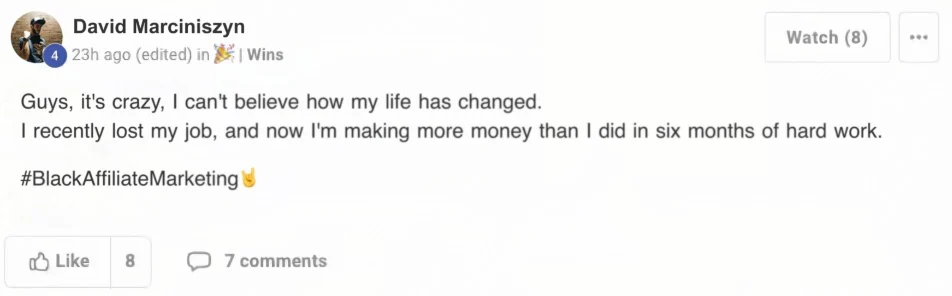 David Marciniszyn
Watch (8)
4
23h ago (edited) in 🎉 | Wins
Guys, it's crazy, I can't believe how my life has changed.
I recently lost my job, and now I'm making more money than I did in six months of hard work.
#BlackAffiliateMarketing🤘
Like 8 7 comments